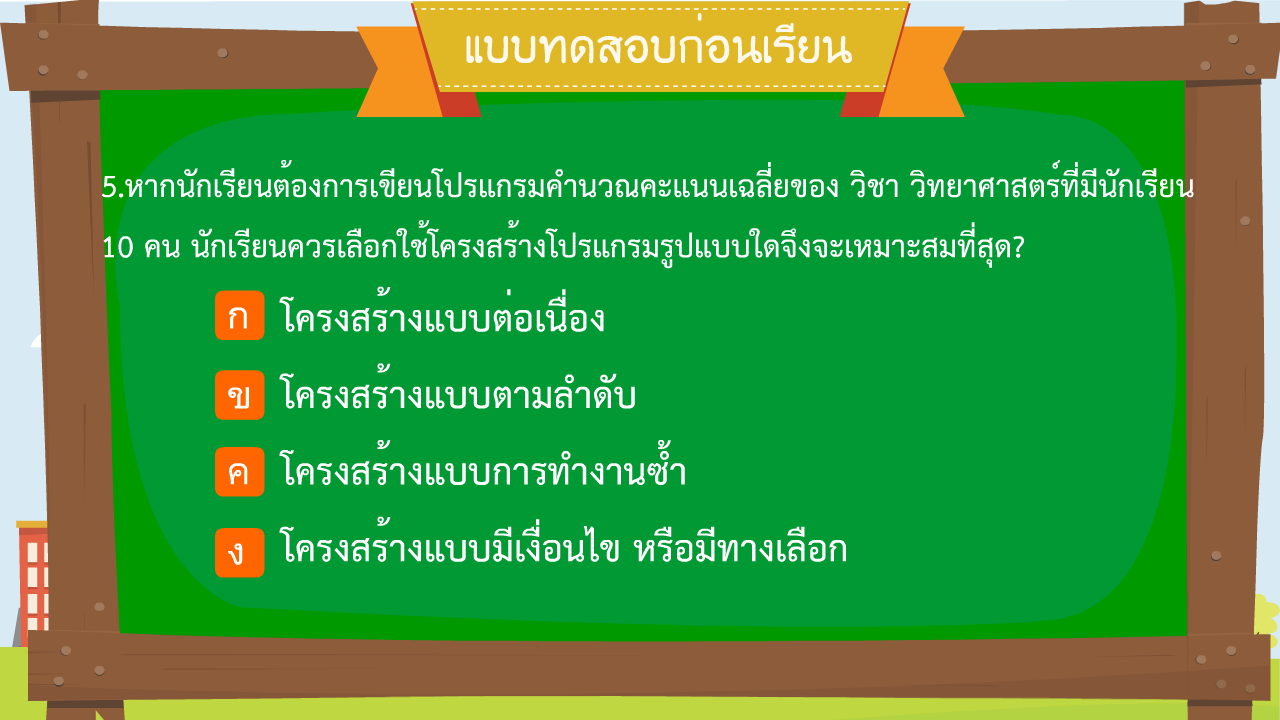 แบบทดสอบก่อนเรียน
5.หากนักเรียนต้องการเขียนโปรแกรมคำนวณคะแนนเฉลี่ยของ วิชา วิทยาศาสตร์ที่มีนักเรียน
10 คน นักเรียนควรเลือกใช้โครงสร้างโปรแกรมรูปแบบใดจึงจะเหมาะสมที่สุด?
ก โครงสร้างแบบต่อเนื่อง
ข โครงสร้างแบบตามลำดับ
ค โครงสร้างแบบการทำงานซ้ำ
ง โครงสร้างแบบมีเงื่อนไข หรือมีทางเลือก